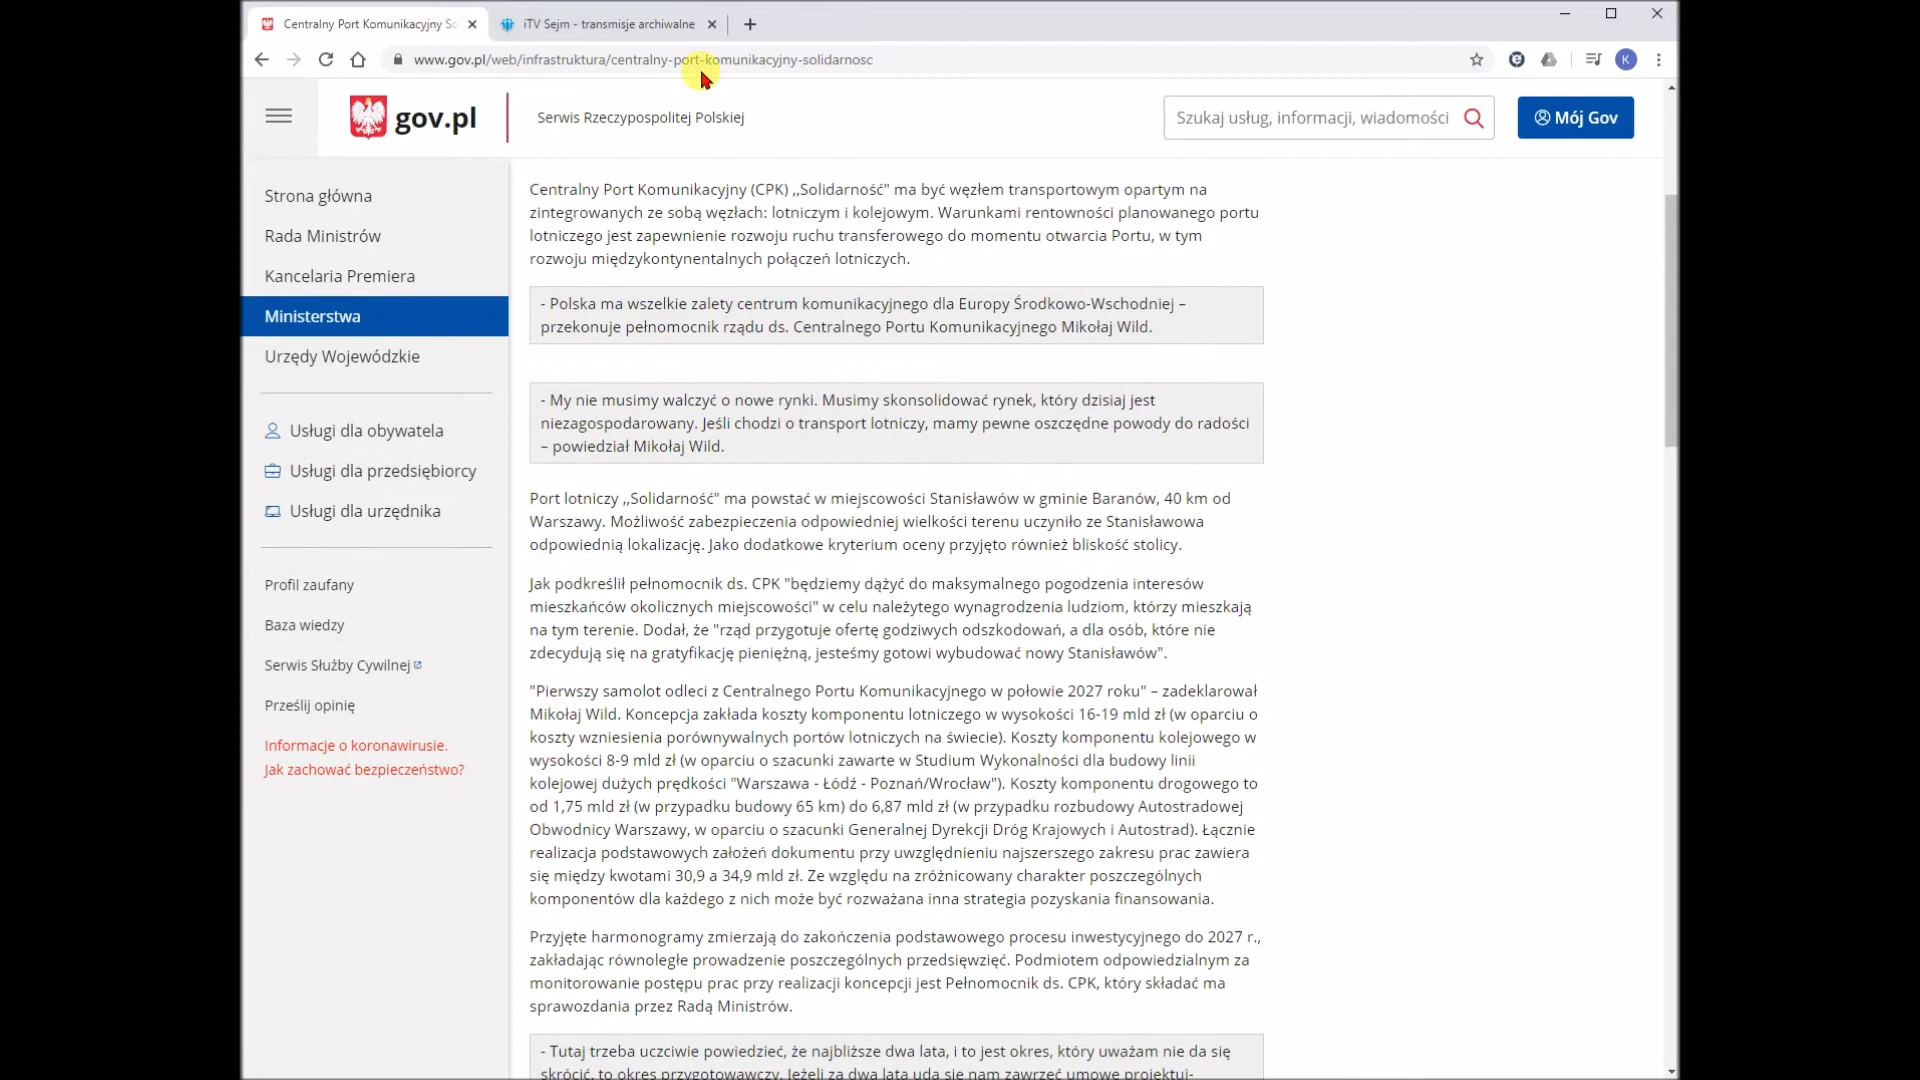 Centralny Port Komunikacyjny So
iTV Sejm - transmisje archiwalne
www.gov.pl/web/infrastruktura/centralny-port-komunikacyjny-solidarnosc
K
gov.pl
Serwis Rzeczypospolitej Polskiej
Szukaj usług, informacji, wiadomości
Mój Gov
Strona główna
Rada Ministrów
Kancelaria Premiera
Ministerstwa
Urzędy Wojewódzkie
Usługi dla obywatela
Usługi dla przedsiębiorcy
Usługi dla urzędnika
Profil zaufany
Baza wiedzy
Serwis Służby Cywilnej
Prześlij opinię
Informacje o koronawirusie.
Jak zachować bezpieczeństwo?
Centralny Port Komunikacyjny (CPK) ,,Solidarność" ma być węzłem transportowym opartym na
zintegrowanych ze sobą węzłach: lotniczym i kolejowym. Warunkami rentowności planowanego portu
lotniczego jest zapewnienie rozwoju ruchu transferowego do momentu otwarcia Portu, w tym
rozwoju międzykontynentalnych połączeń lotniczych.
- Polska ma wszelkie zalety centrum komunikacyjnego dla Europy Środkowo-Wschodniej –
przekonuje pełnomocnik rządu ds. Centralnego Portu Komunikacyjnego Mikołaj Wild.
- My nie musimy walczyć o nowe rynki. Musimy skonsolidować rynek, który dzisiaj jest
niezagospodarowany. Jeśli chodzi o transport lotniczy, mamy pewne oszczędne powody do radości
– powiedział Mikołaj Wild.
Port lotniczy ,,Solidarność" ma powstać w miejscowości Stanisławów w gminie Baranów, 40 km od
Warszawy. Możliwość zabezpieczenia odpowiedniej wielkości terenu uczyniło ze Stanisławowa
odpowiednią lokalizację. Jako dodatkowe kryterium oceny przyjęto również bliskość stolicy.
Jak podkreślił pełnomocnik ds. CPK "będziemy dążyć do maksymalnego pogodzenia interesów
mieszkańców okolicznych miejscowości" w celu należytego wynagrodzenia ludziom, którzy mieszkają
na tym terenie. Dodał, że "rząd przygotuje ofertę godziwych odszkodowań, a dla osób, które nie
zdecydują się na gratyfikację pieniężną, jesteśmy gotowi wybudować nowy Stanisławów".
"Pierwszy samolot odleci z Centralnego Portu Komunikacyjnego w połowie 2027 roku" – zadeklarował
Mikołaj Wild. Koncepcja zakłada koszty komponentu lotniczego w wysokości 16-19 mld zł (w oparciu o
koszty wzniesienia porównywalnych portów lotniczych na świecie). Koszty komponentu kolejowego w
wysokości 8-9 mld zł (w oparciu o szacunki zawarte w Studium Wykonalności dla budowy linii
kolejowej dużych prędkości "Warszawa - Łódź - Poznań/Wrocław"). Koszty komponentu drogowego to
od 1,75 mld zł (w przypadku budowy 65 km) do 6,87 mld zł (w przypadku rozbudowy Autostradowej
Obwodnicy Warszawy, w oparciu o szacunki Generalnej Dyrekcji Dróg Krajowych i Autostrad). Łącznie
realizacja podstawowych założeń dokumentu przy uwzględnieniu najszerszego zakresu prac zawiera
się między kwotami 30,9 a 34,9 mld zł. Ze względu na zróżnicowany charakter poszczególnych
komponentów dla każdego z nich może być rozważana inna strategia pozyskania finansowania.
Przyjęte harmonogramy zmierzają do zakończenia podstawowego procesu inwestycyjnego do 2027 r.,
zakładając równoległe prowadzenie poszczególnych przedsięwzięć. Podmiotem odpowiedzialnym za
monitorowanie postępu prac przy realizacji koncepcji jest Pełnomocnik ds. CPK, który składać ma
sprawozdania przez Radą Ministrów.
- Tutaj trzeba uczciwie powiedzieć, że najbliższe dwa lata, i to jest okres, który uważam nie da się
skrócić, to okres przygotowawczy. Jeżeli za dwa lata uda się nam zawrzeć umowę projektuj-